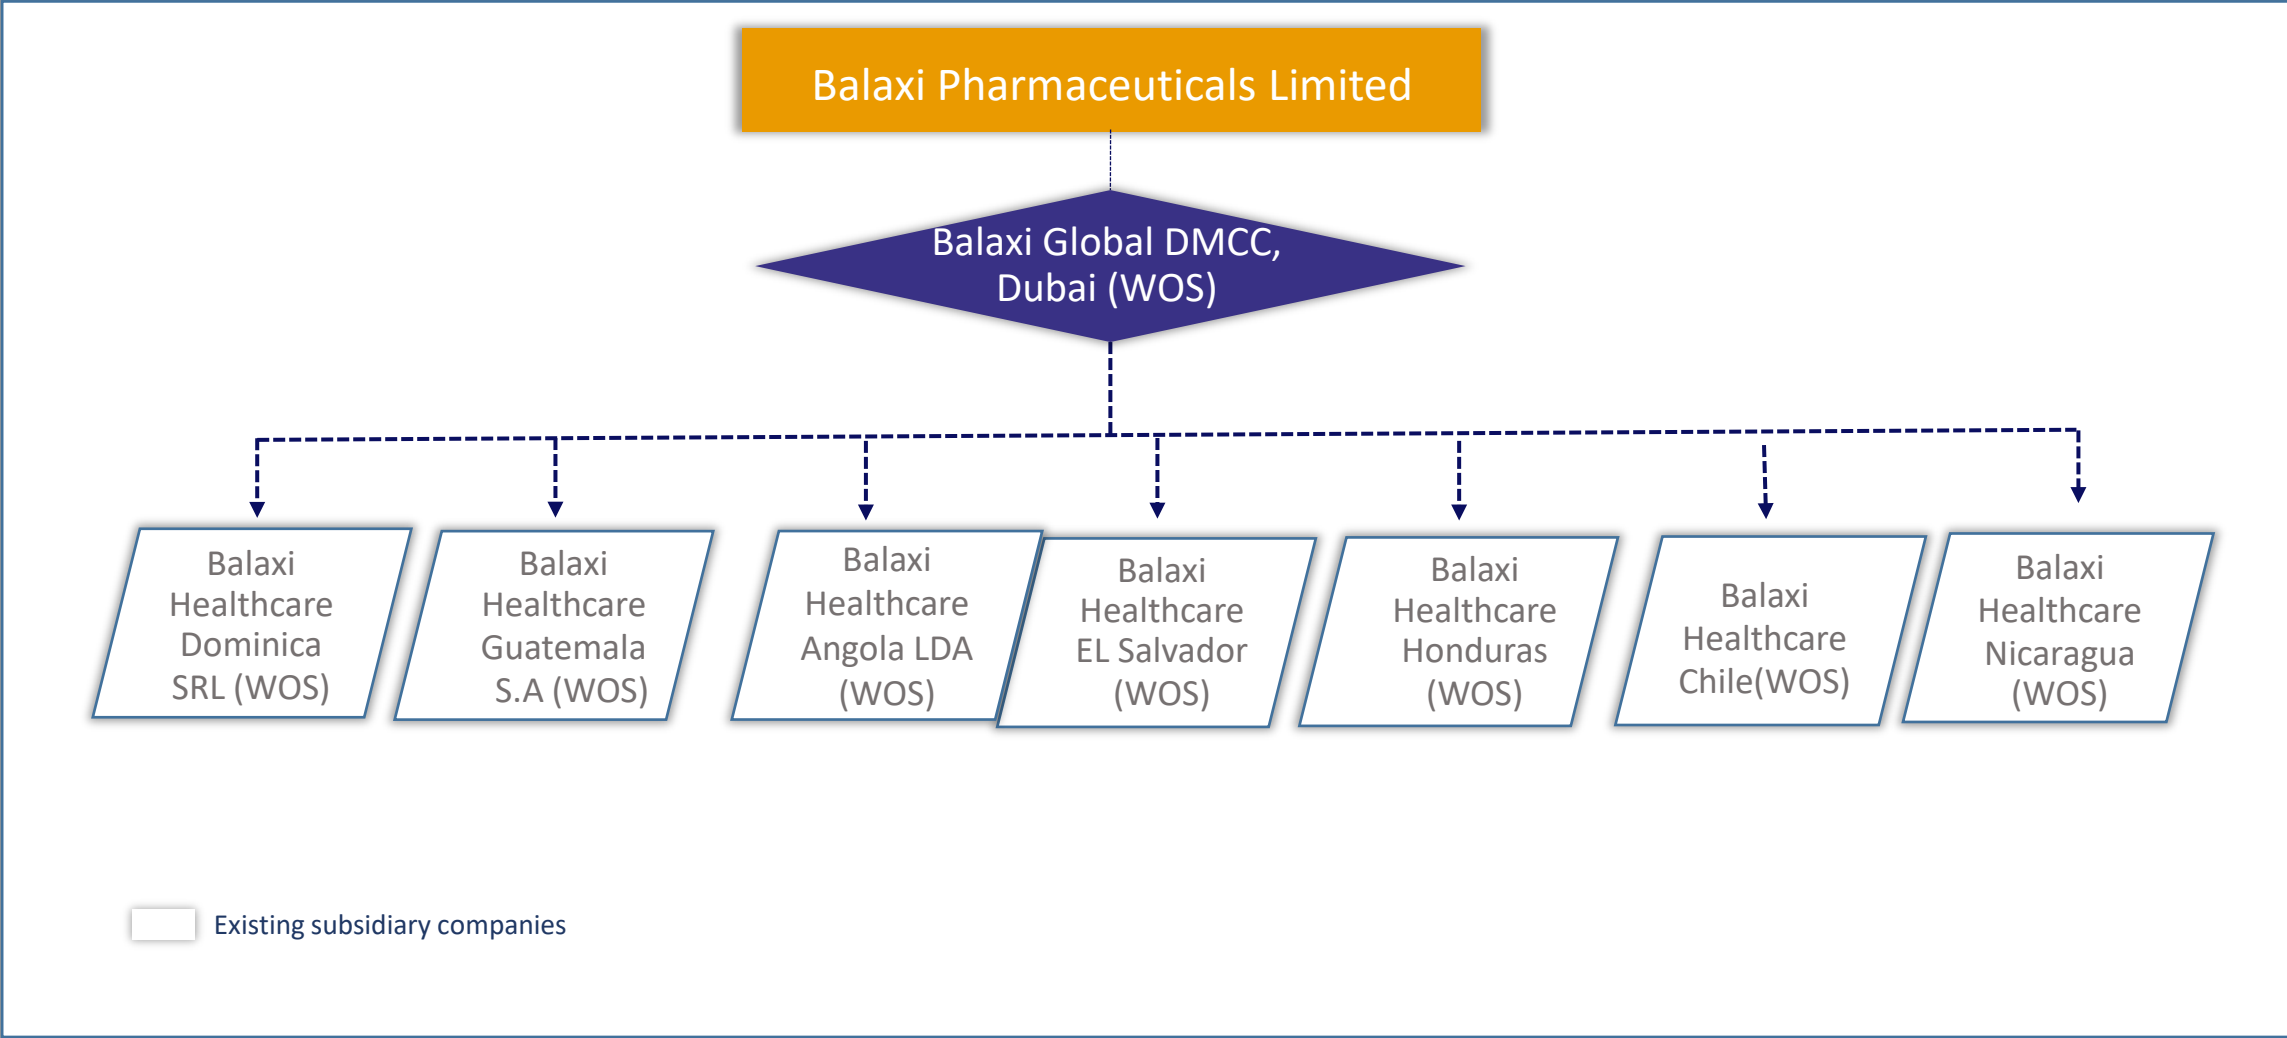 Balaxi Pharmaceuticals Limited
Balaxi Global DMCC,
Dubai (WOS)
Balaxi
Healthcare
Dominica
SRL (WOS)
Balaxi
Healthcare
Guatemala
S.A (WOS)
Balaxi
Healthcare
Angola LDA
(WOS)
Balaxi
Healthcare
EL Salvador
(WOS)
Balaxi
Healthcare
Honduras
(WOS)
Balaxi
Healthcare
Chile(WOS)
Balaxi
Healthcare
Nicaragua
(WOS)
Existing subsidiary companies